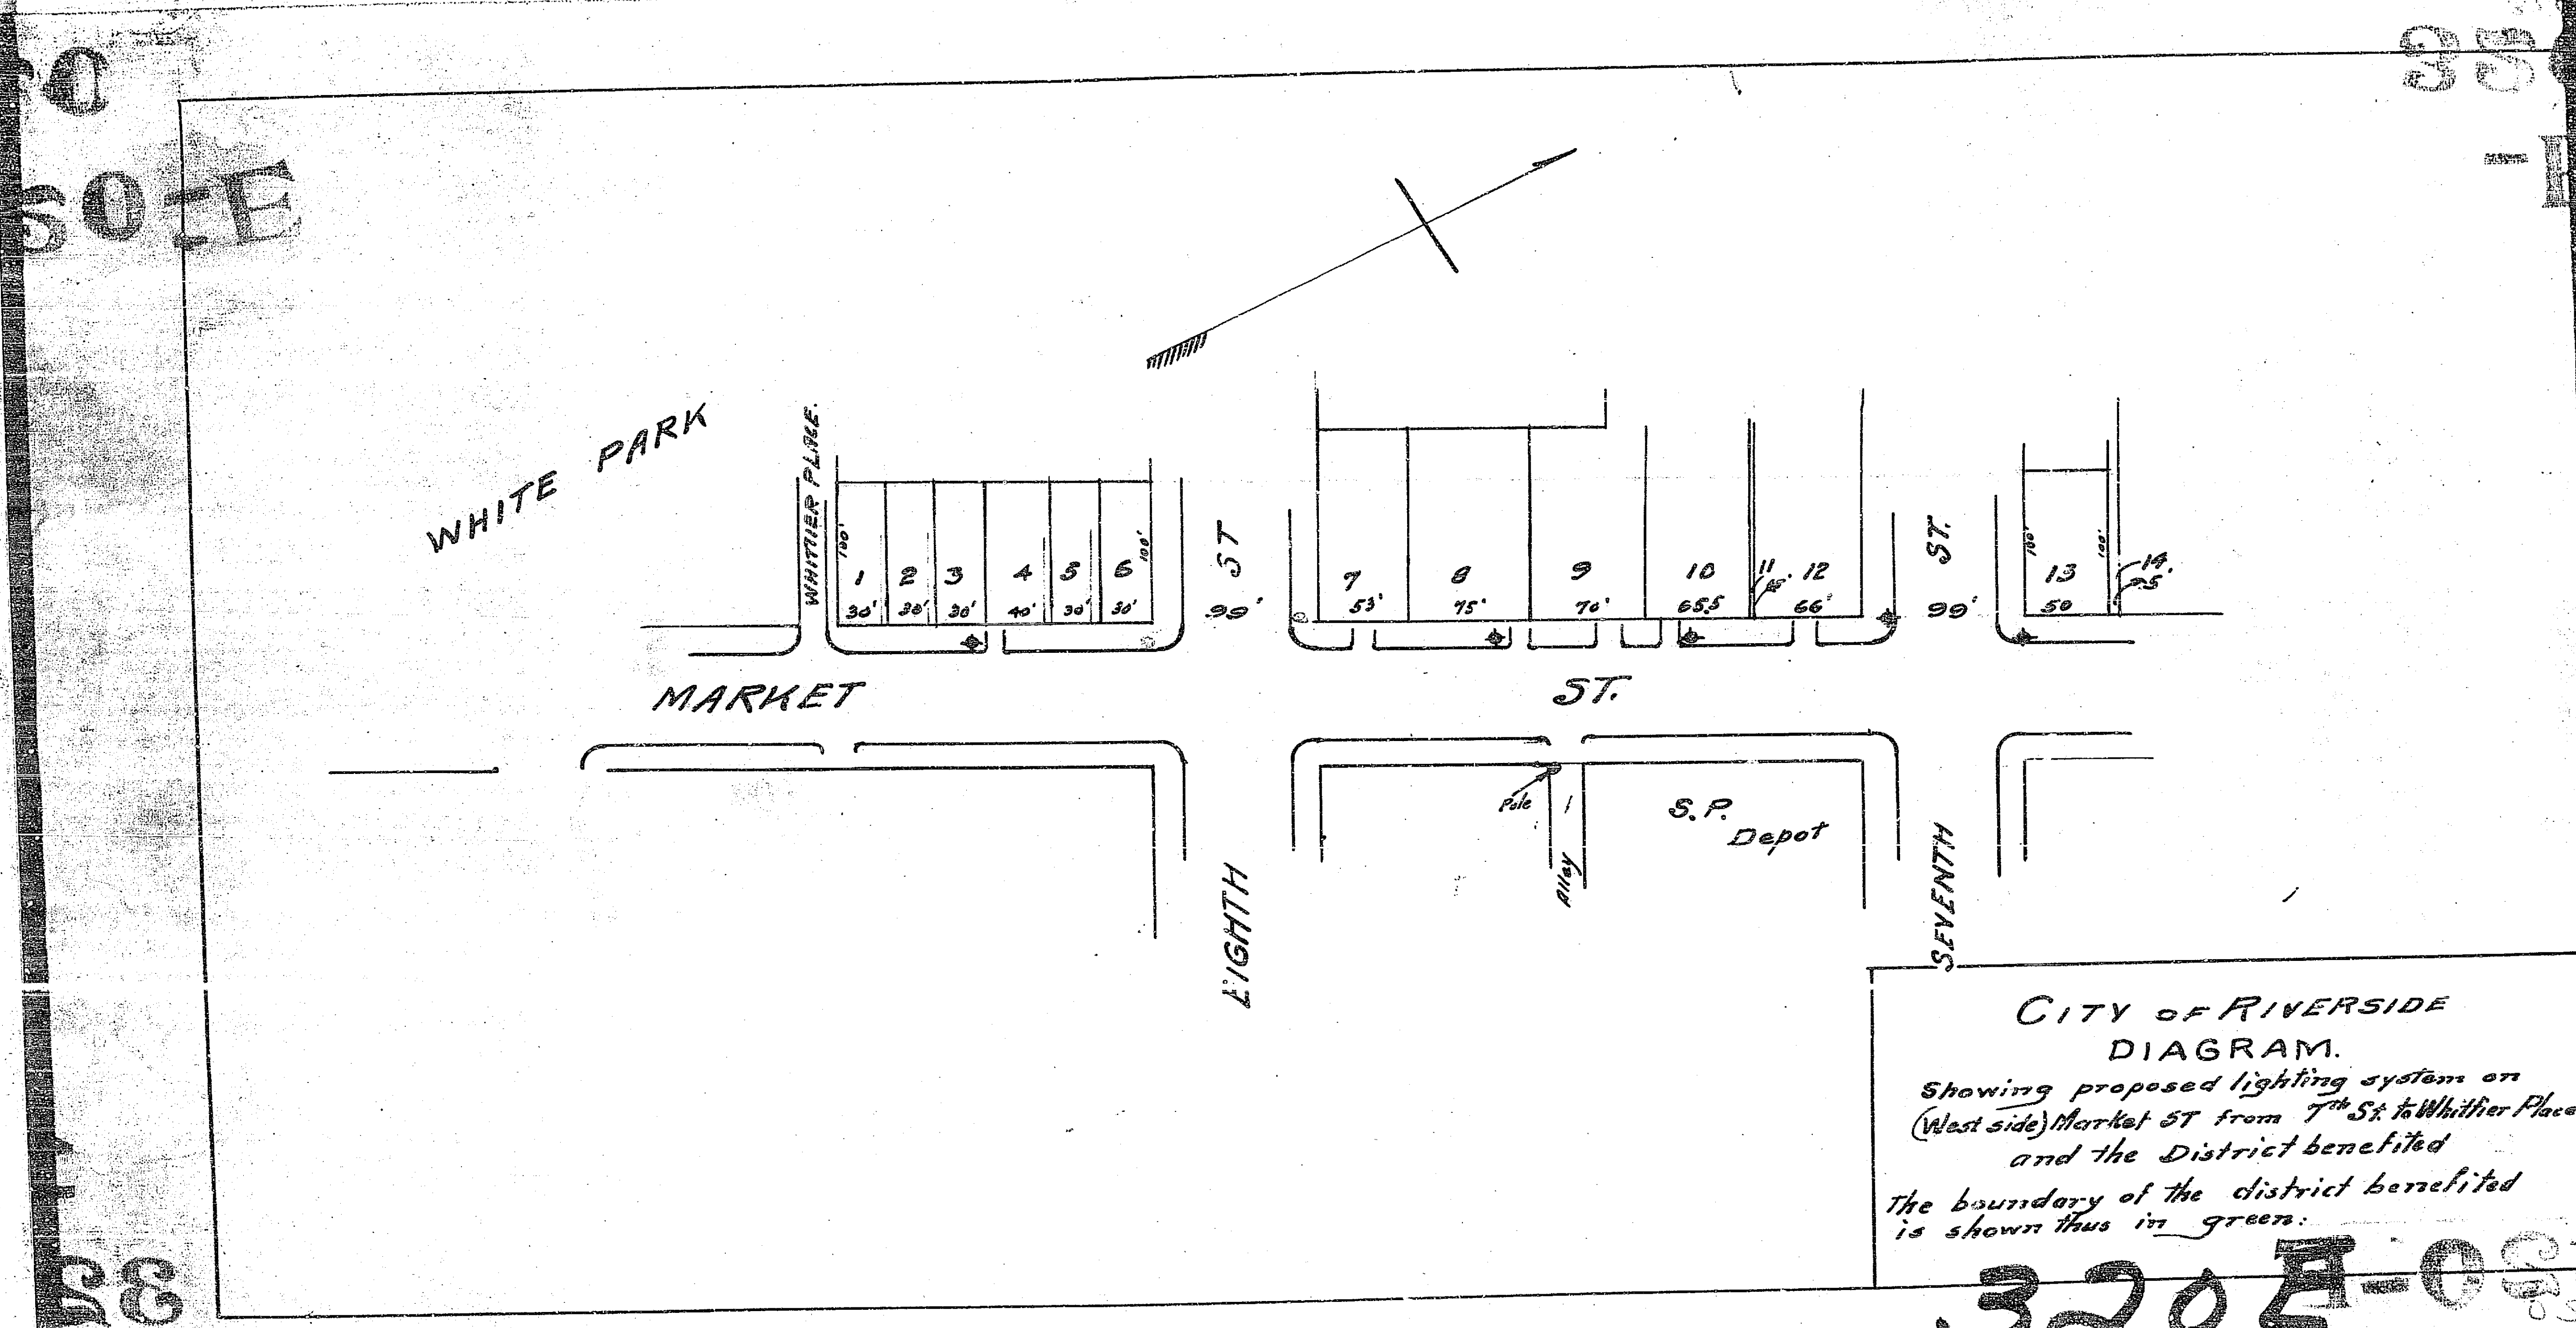 WHITE PARK
WHITTIER PLACE.
100'
1 2 3 4 5 6
30' 30' 30' 40' 30' 30'
100'
ST
99'
7 8 9 10 11 12
53' 75' 70' 65.5 66'
ST.
99'
100'
13
50
100'
14
MARKET ST.
Pole
Alley
S.P.
Depot
EIGHTH
SEVENTH
CITY OF RIVERSIDE
DIAGRAM.
Showing proposed lighting system on
(West side) Market ST from 7th St. to Whittier Place
and the District benefited
The boundary of the district benefited
is shown thus in green: